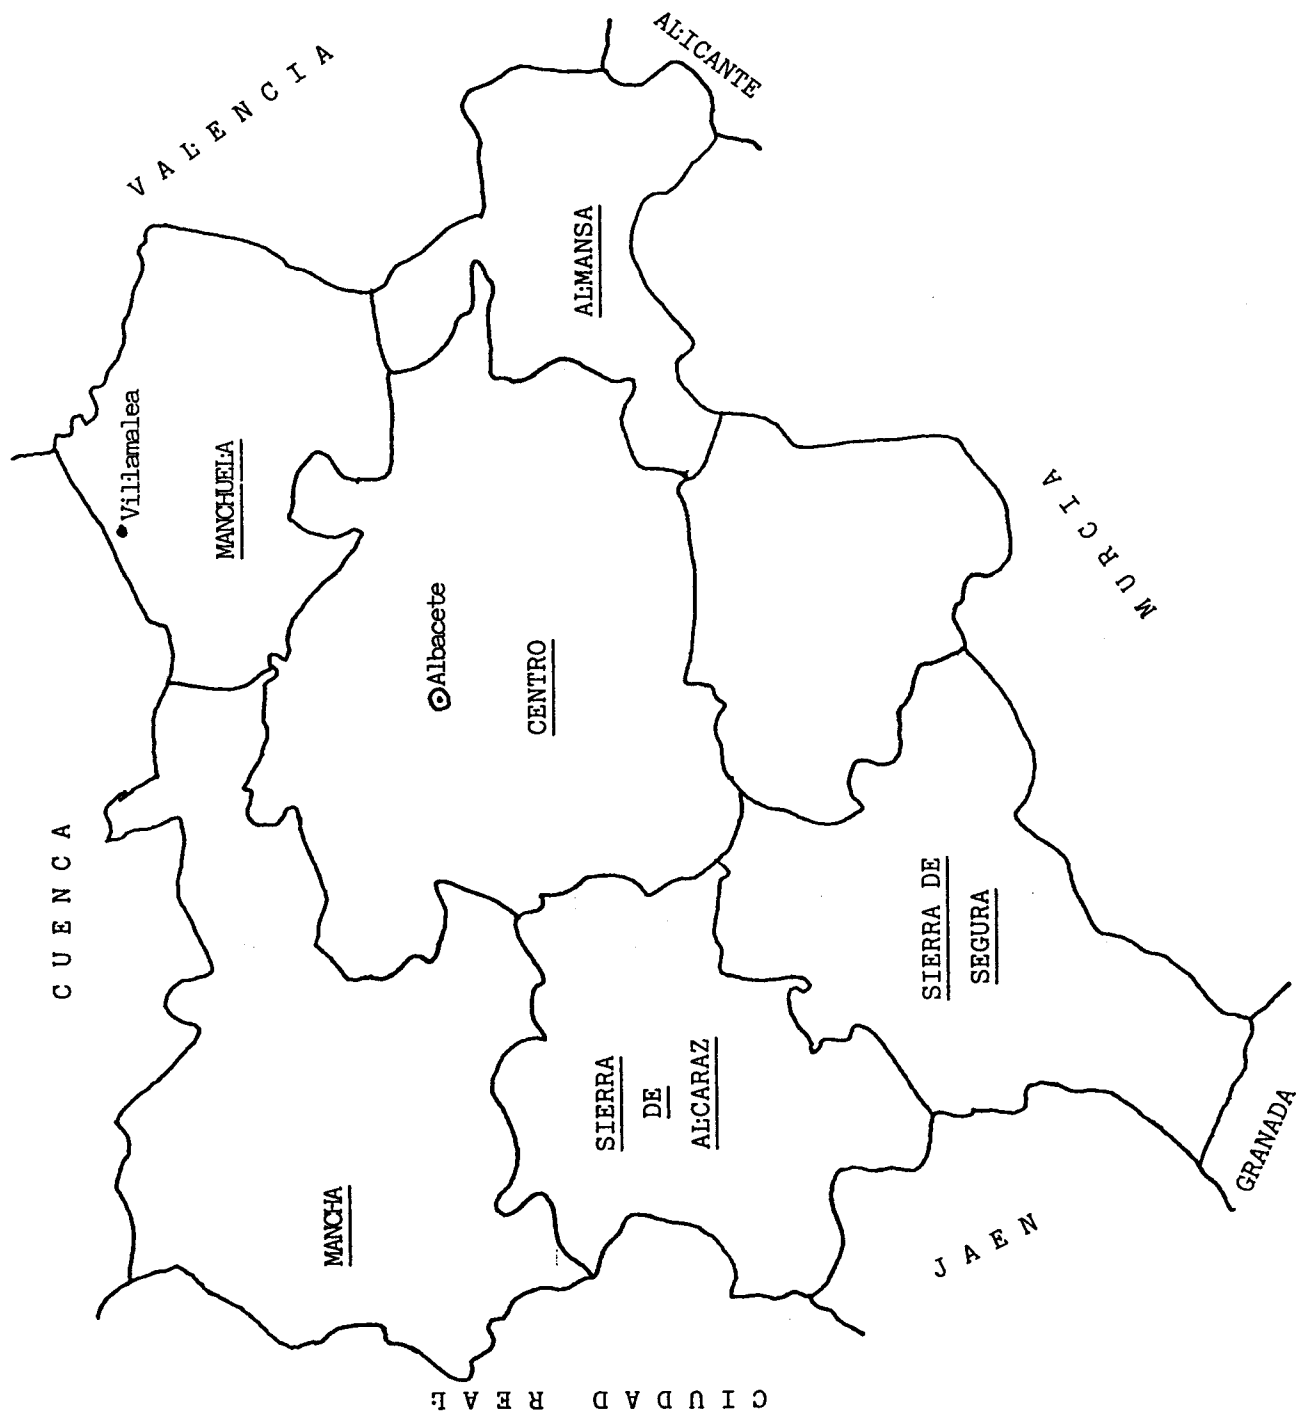 CUENCA
VALENCIA
ALICANTE
Villamalea
MANCHUELA
ALMANSA
Albacete
CENTRO
MANCHA
SIERRA
DE
ALCARAZ
SIERRA DE
SEGURA
MURCIA
CIUDAD REAL
JAEN
GRANADA